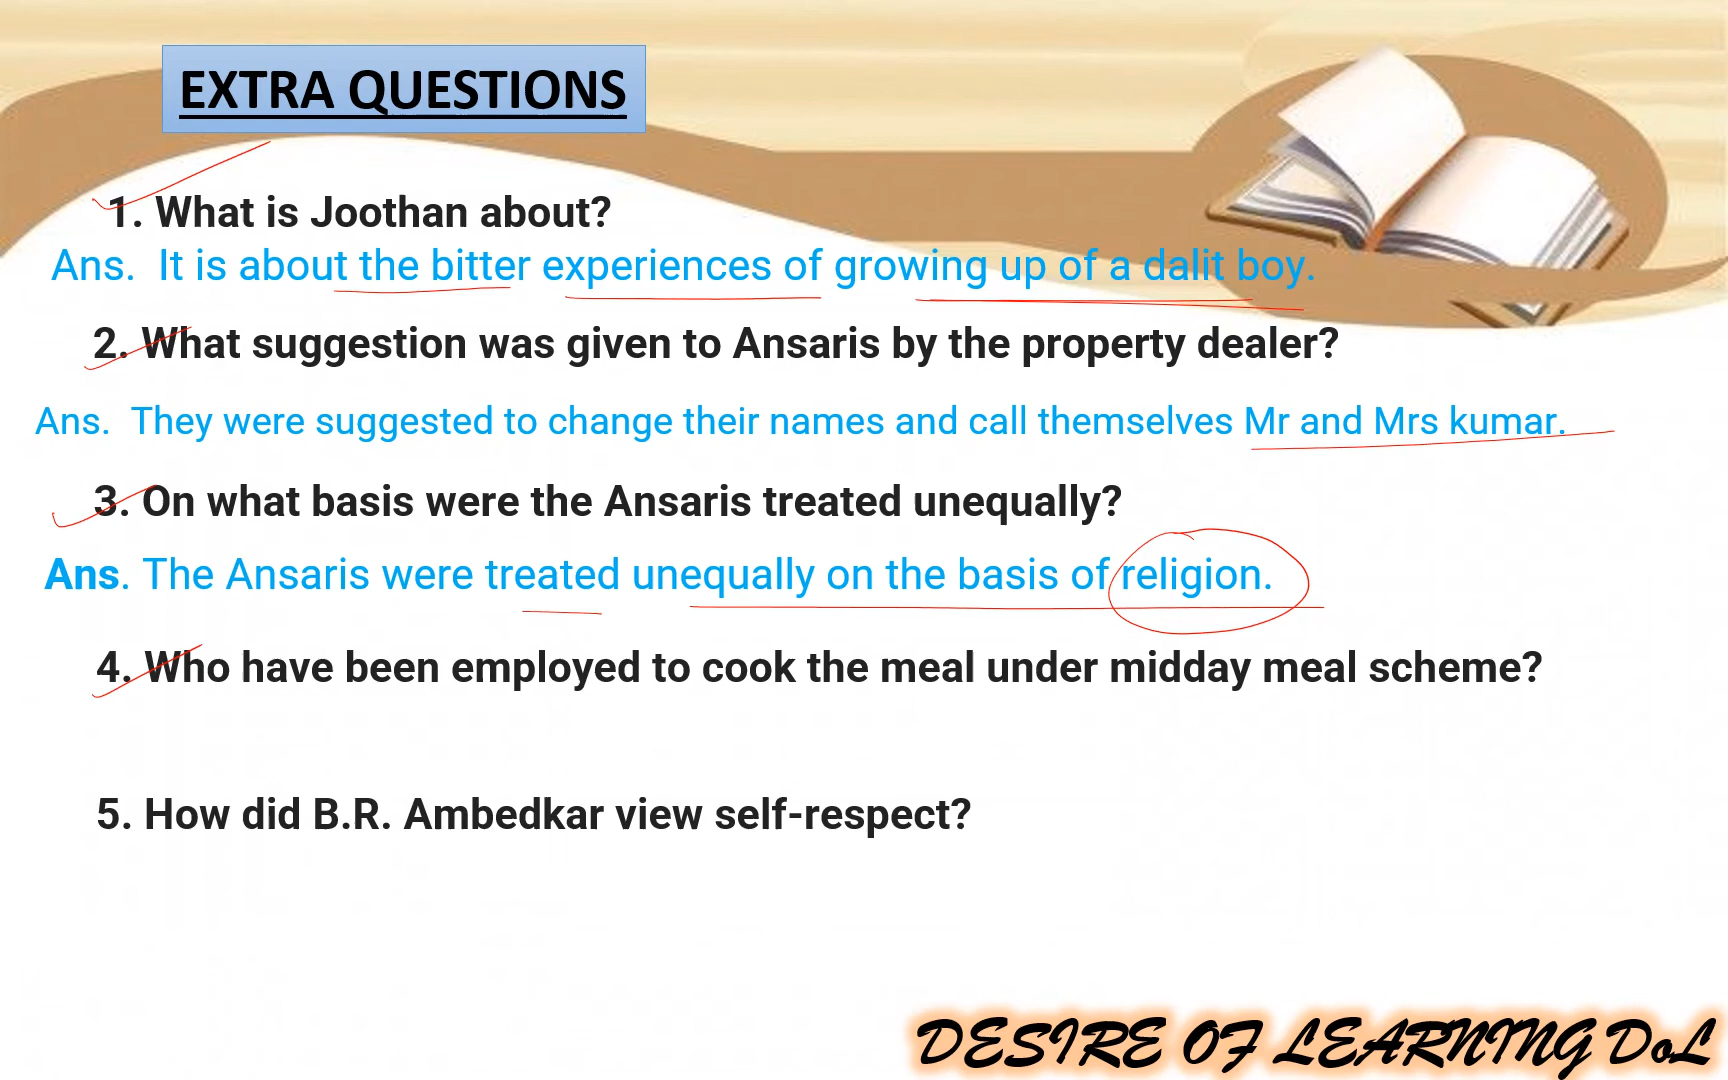 EXTRA QUESTIONS
1. What is Joothan about?
Ans. It is about the bitter experiences of growing up of a dalit boy.
2. What suggestion was given to Ansaris by the property dealer?
Ans. They were suggested to change their names and call themselves Mr and Mrs kumar.
3. On what basis were the Ansaris treated unequally?
Ans. The Ansaris were treated unequally on the basis of religion.
4. Who have been employed to cook the meal under midday meal scheme?
5. How did B.R. Ambedkar view self-respect?
DESIRE OF LEARNING DoL